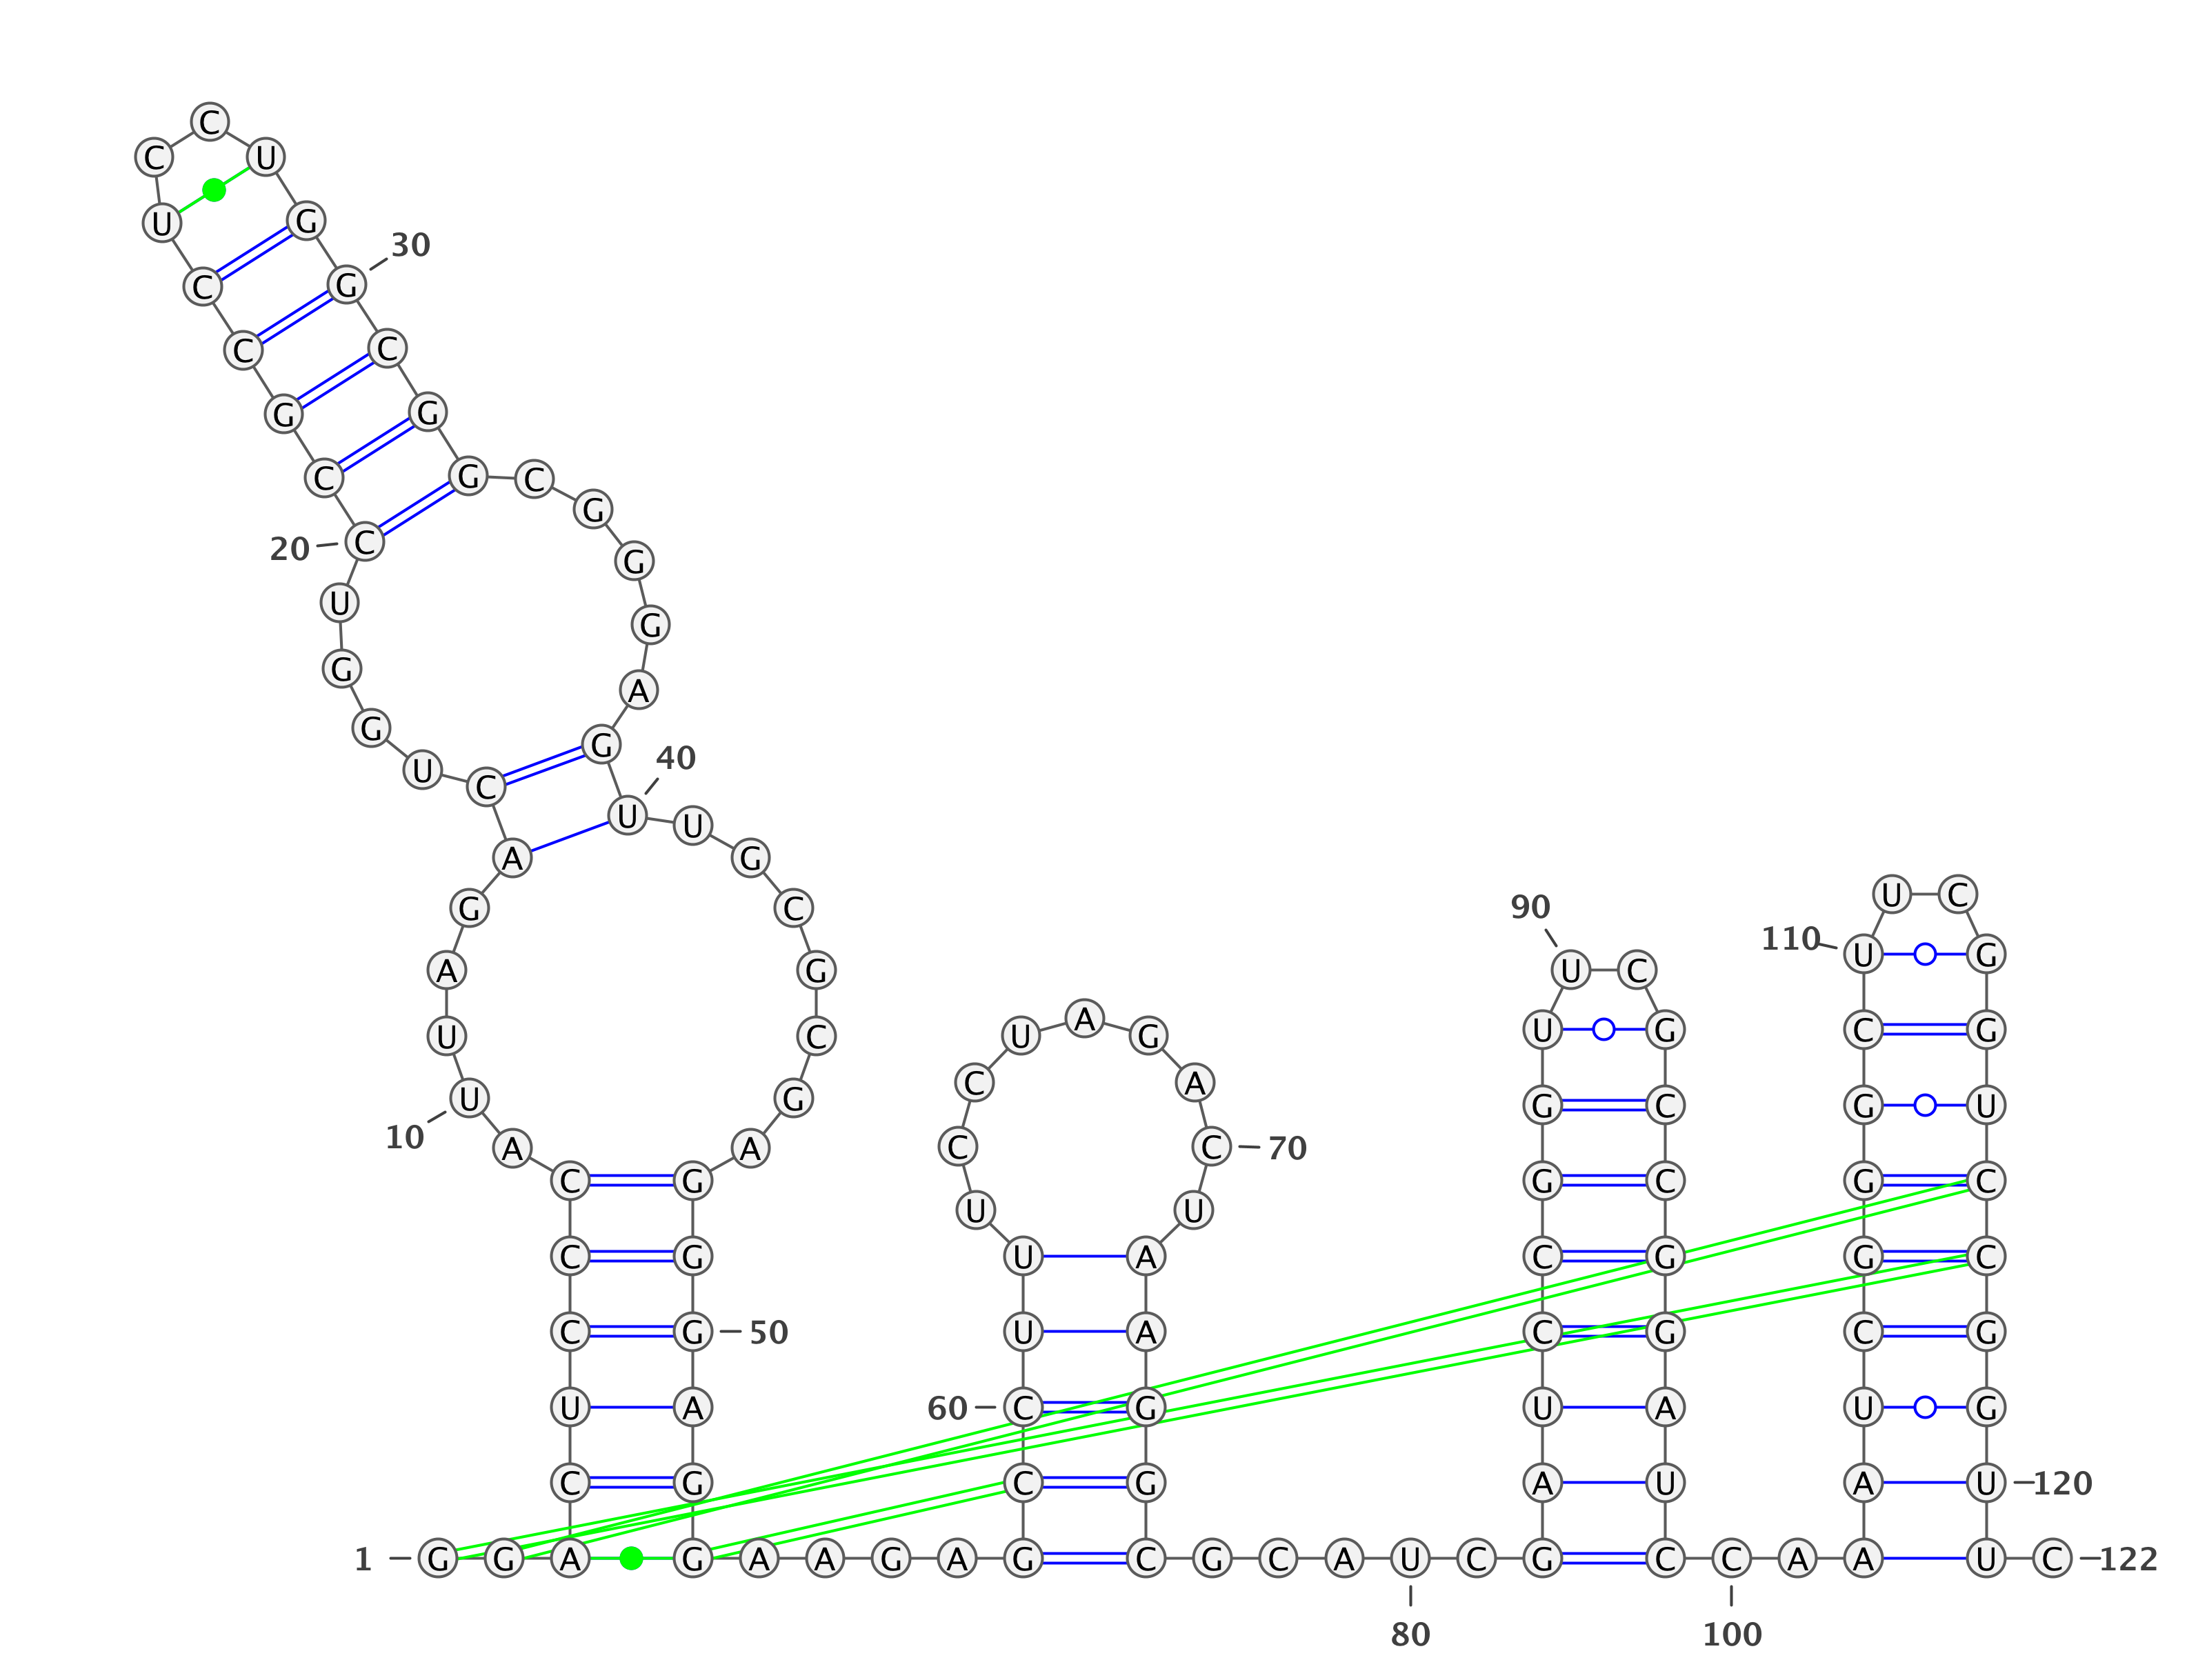 C
C U
U G
30
C G
C C
G G
C G C
G
20 C
G
U G
G A
G G
40
U C
U U
A G
U C
G C 90
110 U G
A G U C
A
U C U G U G C G
C A
U G G C G U
10
A A C C 70
C G G C G C
U U
C G U A C G G C
C G 50 U A C G C G
U A 60 C G U A U G
C G C G A U A U 120
1 G G A G A A G A G C G C A U C G C C A A U C 122
80 100